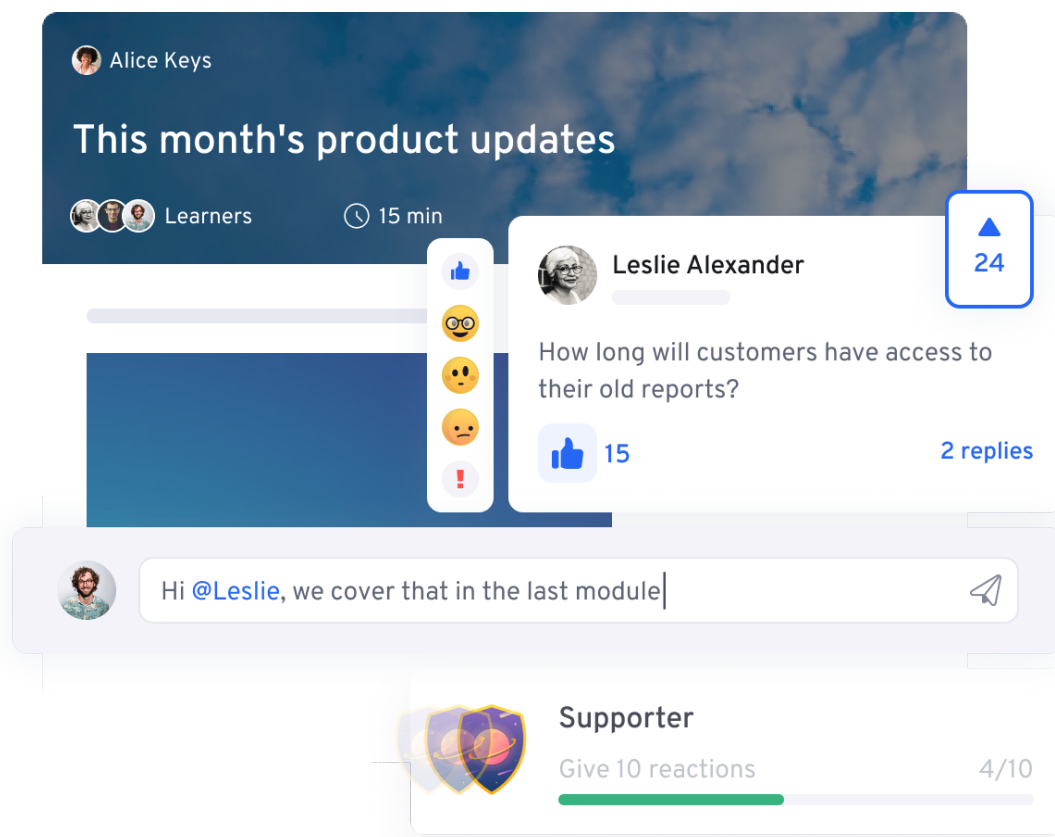 Alice Keys
This month's product updates
Learners
15 min
24
Leslie Alexander
How long will customers have access to
their old reports?
15
2 replies
Hi @Leslie, we cover that in the last module
Supporter
Give 10 reactions
4/10